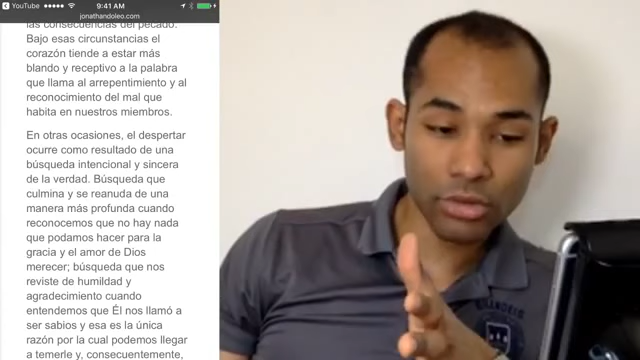 YouTube 9:41 AM
jonathandoleo.com
las consecuencias del pecado.
Bajo esas circunstancias el
corazón tiende a estar más
blando y receptivo a la palabra
que llama al arrepentimiento y al
reconocimiento del mal que
habita en nuestros miembros.
En otras ocasiones, el despertar
ocurre como resultado de una
búsqueda intencional y sincera
de la verdad. Búsqueda que
culmina y se reanuda de una
manera más profunda cuando
reconocemos que no hay nada
que podamos hacer para la
gracia y el amor de Dios
merecer; búsqueda que nos
reviste de humildad y
agradecimiento cuando
entendemos que Él nos llamó a
ser sabios y esa es la única
razón por la cual podemos llegar
a temerle y, consecuentemente,